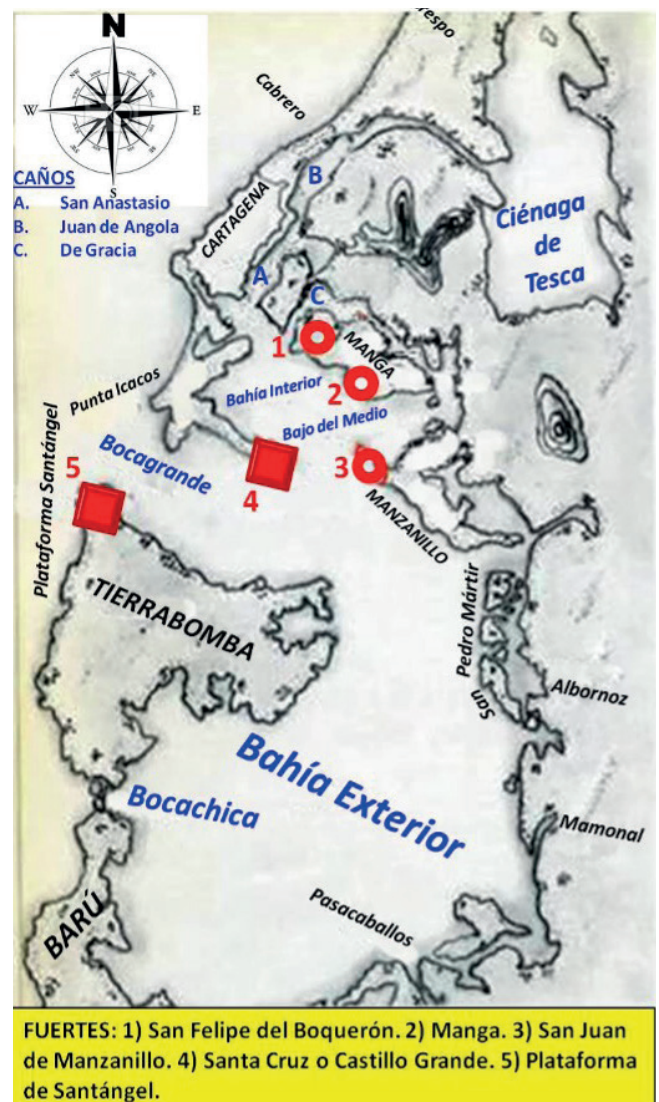 N
W
E
S
CAÑOS
A. San Anastasio
B. Juan de Angola
C. De Gracia
Crespo
Cabrero
CARTAGENA
B
A
C
Ciénaga
de
Tesca
1
MANGA
2
Punta Icacos
Bahía Interior
Bajo del Medio
Bocagrande
4
3
MANZANILLO
5
Plataforma Santángel
TIERRABOMBA
San Pedro Mártir
Albornoz
Bahía Exterior
Bocachica
Mamonal
Pasacaballos
BARÚ
FUERTES: 1) San Felipe del Boquerón. 2) Manga. 3) San Juan
de Manzanillo. 4) Santa Cruz o Castillo Grande. 5) Plataforma
de Santángel.